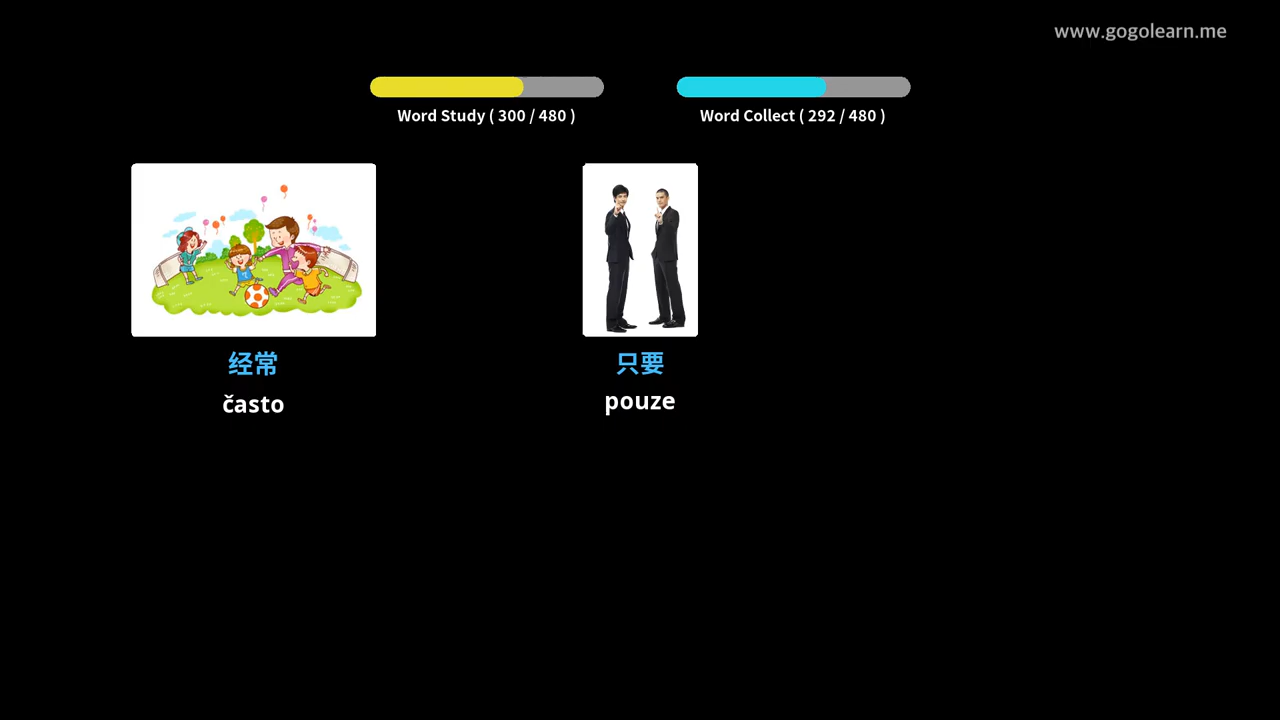 www.gogolearn.me
Word Study ( 300 / 480 )
Word Collect ( 292 / 480 )
经常
často
只要
pouze